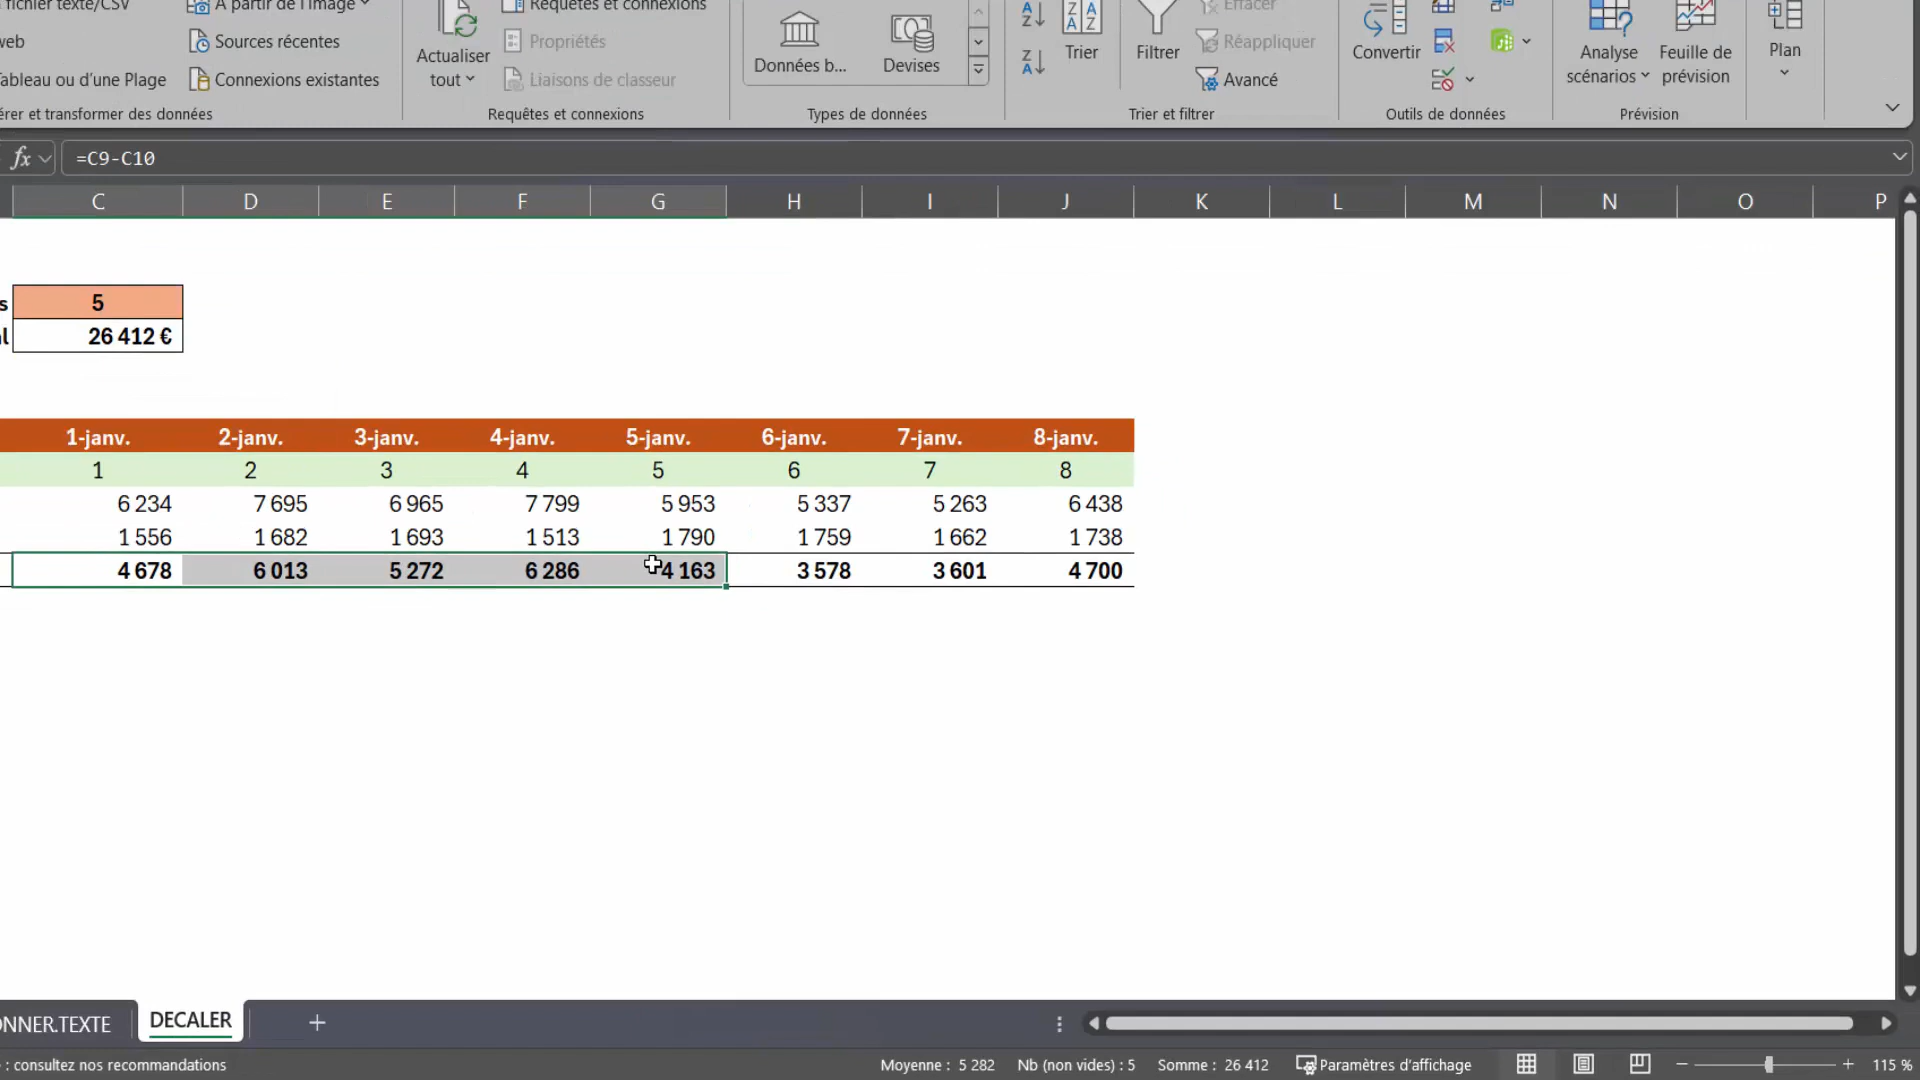 fichier texte/CSV
À partir de l'image
Requêtes et connexions
web
Sources récentes
Propriétés
Effacer
Réappliquer
Tableau ou d'une Plage
Connexions existantes
Actualiser
tout
Liaisons de classeur
Données b...
Devises
Trier
Filtrer
Avancé
Convertir
Analyse
scénarios
Feuille de
prévision
Plan
érer et transformer des données
Requêtes et connexions
Types de données
Trier et filtrer
Outils de données
Prévision
fx =C9-C10
C D E F G H I J K L M N O P
s 5
al 26 412 €
1-janv. 2-janv. 3-janv. 4-janv. 5-janv. 6-janv. 7-janv. 8-janv.
1 2 3 4 5 6 7 8
6 234 7 695 6 965 7 799 5 953 5 337 5 263 6 438
1 556 1 682 1 693 1 513 1 790 1 759 1 662 1 738
4 678 6 013 5 272 6 286 4 163 3 578 3 601 4 700
ONNER.TEXTE DECALER +
: consultez nos recommandations Moyenne : 5 282 Nb (non vides) : 5 Somme : 26 412 Paramètres d'affichage 115 %